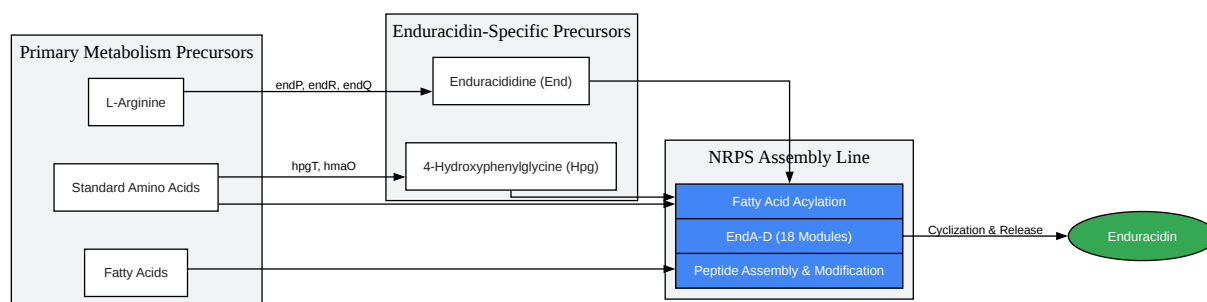 Primary Metabolism Precursors
L-Arginine
Standard Amino Acids
Fatty Acids
endP, endR, endQ
hpgT, hmaO
Enduracidin-Specific Precursors
Enduracididine (End)
4-Hydroxyphenylglycine (Hpg)
NRPS Assembly Line
Fatty Acid Acylation
EndA-D (18 Modules)
Peptide Assembly & Modification
Cyclization & Release
Enduracidin